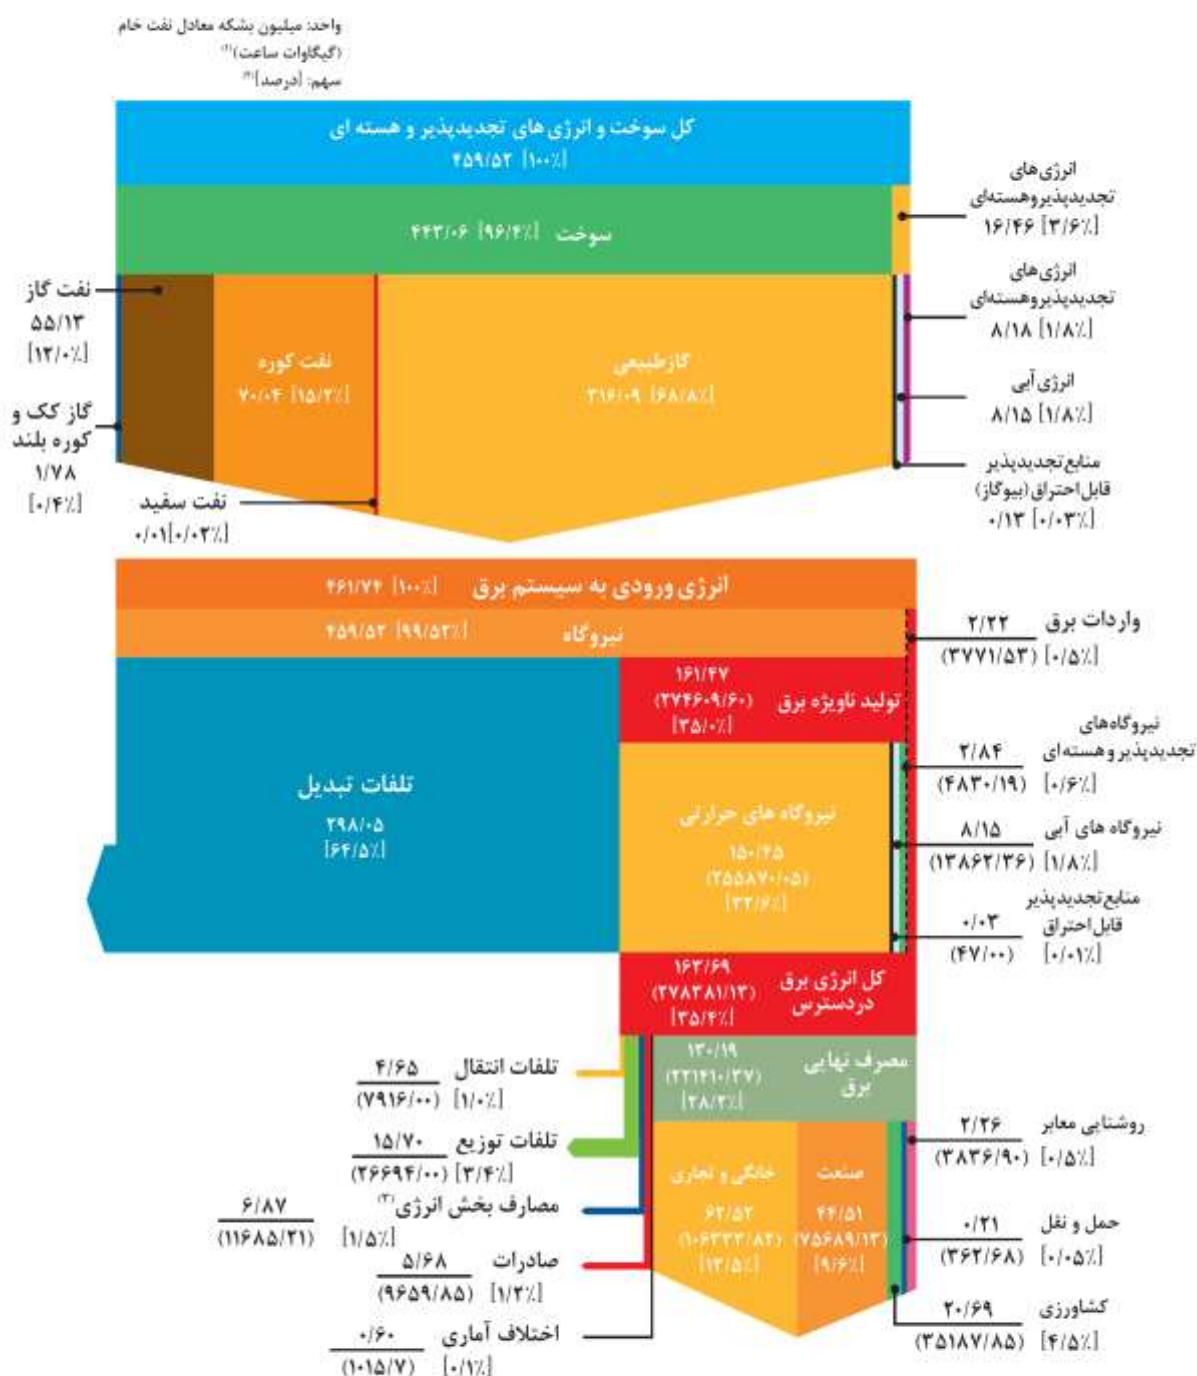 واحد: میلیون بشکه معادل نفت خام
(گیگاوات ساعت)⁽¹⁾
سهم: [درصد]⁽²⁾
کل سوخت و انرژی های تجدیدپذیر و هسته ای
۴۵۹/۵۲ [۱۰۰٪]
انرژی‌های
تجدیدپذیروهسته‌ای
۱۶/۴۶ [۳/۶٪]
سوخت ۴۴۳/۰۶ [۹۶/۴٪]
انرژی‌های
تجدیدپذیروهسته‌ای
۸/۱۸ [۱/۸٪]
انرژی آبی
۸/۱۵ [۱/۸٪]
منابع تجدیدپذیر
قابل احتراق (بیوگاز)
۰/۱۳ [۰/۰۳٪]
گازطبیعی
۳۱۶/۰۹ [۶۸/۸٪]
نفت کوره
۷۰/۰۴ [۱۵/۲٪]
نفت گاز
۵۵/۱۳
[۱۲/۰٪]
گاز کک و
کوره بلند
۱/۷۸
[۰/۴٪]
نفت سفید
انرژی ورودی به سیستم برق ۴۶۱/۷۴ [۱۰۰٪]
نیروگاه ۴۵۹/۵۲ [۹۹/۵۲٪]
واردات برق ۲/۲۲
(۳۷۷۱/۵۳) [۰/۵٪]
تولید ناویژه برق
۱۶۱/۴۷
(۲۷۴۶۰۹/۶۰)
[۳۵/۰٪]
نیروگاه‌های
تجدیدپذیر و هسته‌ای
۲/۸۴
(۴۸۳۰/۱۹) [۰/۶٪]
نیروگاه های آبی ۸/۱۵
(۱۳۸۶۲/۳۶) [۱/۸٪]
منابع تجدیدپذیر
قابل احتراق
۰/۰۳
(۴۷/۰۰) [۰/۰۱٪]
تلفات تبدیل
۲۹۸/۰۵
[۶۴/۵٪]
نیروگاه های حرارتی
۱۵۰/۴۵
(۲۵۵۸۷۰/۰۵)
[۳۲/۶٪]
کل انرژی برق
دردسترس
۱۶۳/۶۹
(۲۷۸۳۸۱/۱۳)
[۳۵/۴٪]
مصرف نهایی
برق
۱۳۰/۱۹
(۲۲۱۴۱۰/۳۷)
[۲۸/۲٪]
تلفات انتقال ۴/۶۵
(۷۹۱۶/۰۰) [۱/۰٪]
تلفات توزیع ۱۵/۷۰
(۲۶۶۹۴/۰۰) [۳/۴٪]
مصارف بخش انرژی⁽³⁾ ۶/۸۷
(۱۱۶۸۵/۲۱) [۱/۵٪]
صادرات ۵/۶۸
(۹۶۵۹/۸۵) [۱/۲٪]
اختلاف آماری ۰/۶۰
(۱۰۱۵/۷) [۰/۱٪]
خانگی و تجاری
۶۲/۵۲
(۱۰۶۳۳۳/۸۲)
[۱۳/۵٪]
صنعت
۴۴/۵۱
(۷۵۶۸۹/۱۳)
[۹/۶٪]
روشنایی معابر ۲/۲۶
(۳۸۳۶/۹۰) [۰/۵٪]
حمل و نقل ۰/۲۱
(۳۶۲/۶۸) [۰/۰۵٪]
کشاورزی ۲۰/۶۹
(۳۵۱۸۷/۸۵) [۴/۵٪]